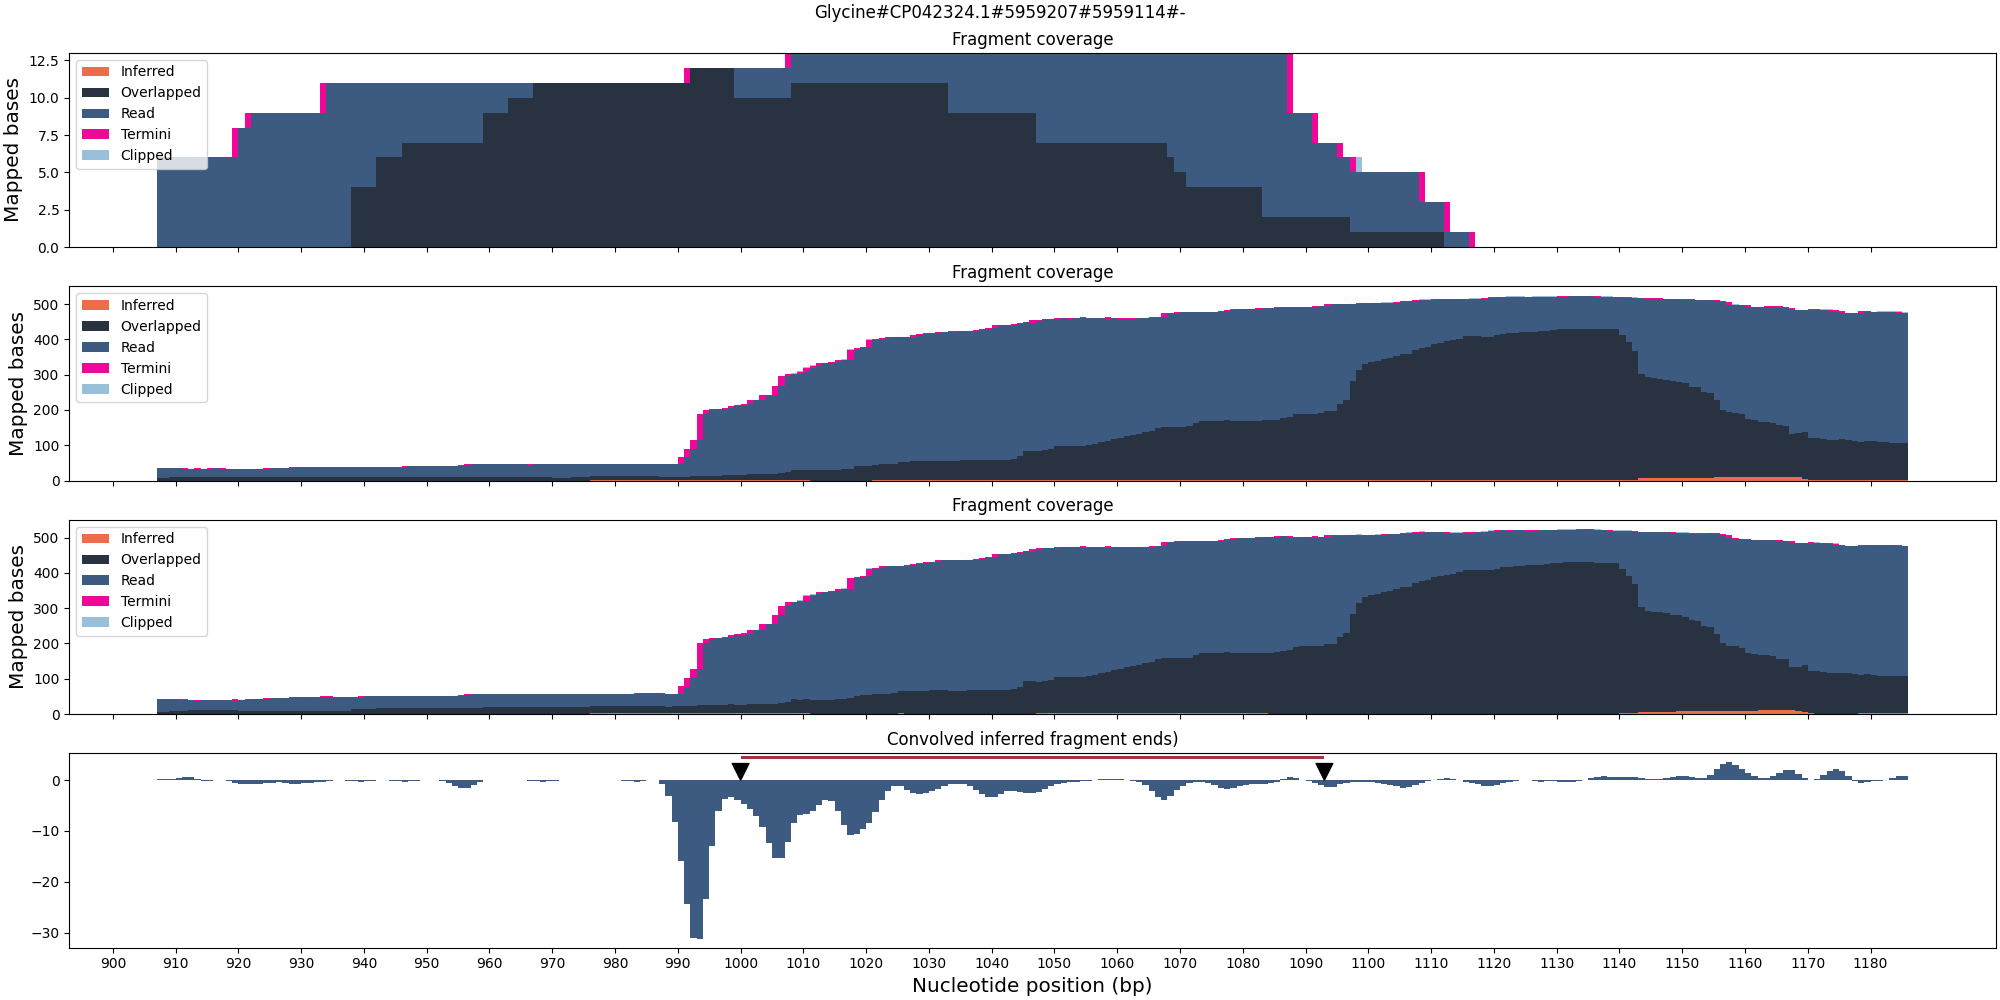 Glycine#CP042324.1#5959207#5959114#-
Fragment coverage
Mapped bases
12.5
10.0
7.5
5.0
2.5
0.0
Inferred
Overlapped
Read
Termini
Clipped
Fragment coverage
Mapped bases
500
400
300
200
100
0
Inferred
Overlapped
Read
Termini
Clipped
Fragment coverage
Mapped bases
500
400
300
200
100
0
Inferred
Overlapped
Read
Termini
Clipped
Convolved inferred fragment ends)
0
−10
−20
−30
900 910 920 930 940 950 960 970 980 990 1000 1010 1020 1030 1040 1050 1060 1070 1080 1090 1100 1110 1120 1130 1140 1150 1160 1170 1180
Nucleotide position (bp)